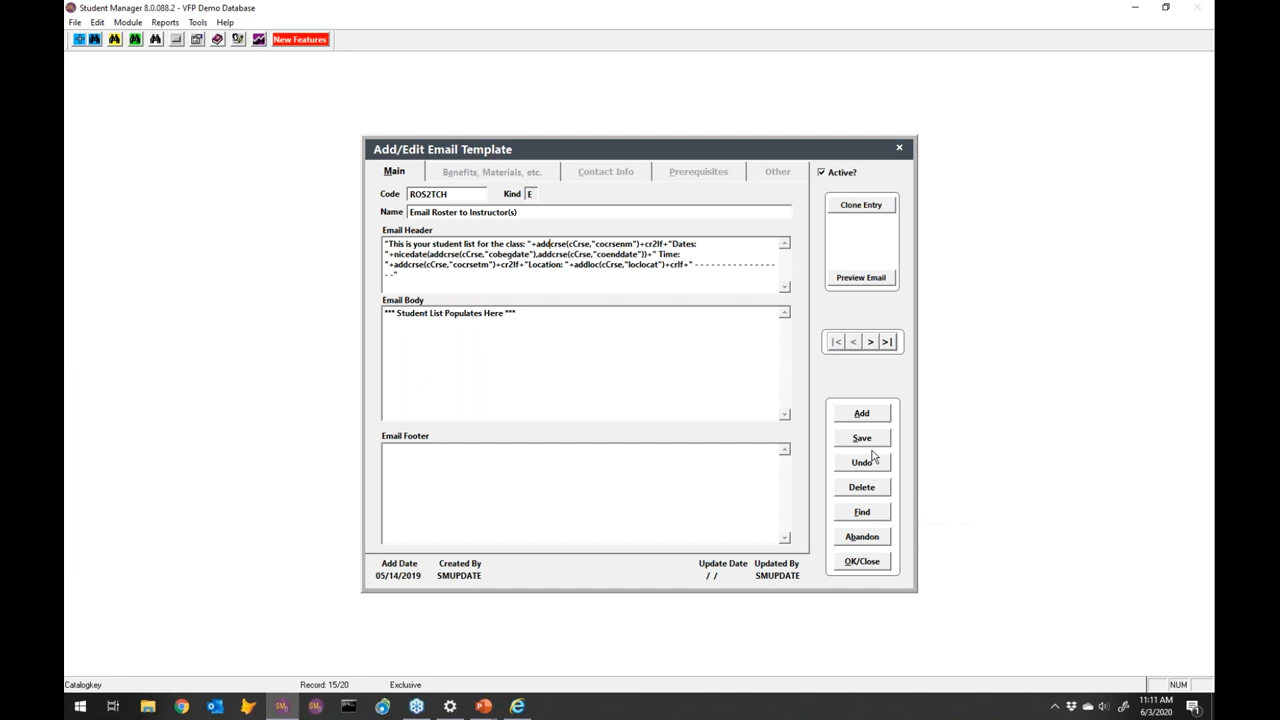 Student Manager 8.0.088.2 - VFP Demo Database
File Edit Module Reports Tools Help
New Features
Add/Edit Email Template
Main Benefits, Materials, etc. Contact Info Prerequisites Other
Active?
Code ROS2TCH Kind E
Name Email Roster to Instructor(s)
Clone Entry
Email Header
"This is your student list for the class: "+addcrse(cCrse,"cocrsenm")+cr2lf+"Dates:
"+nicedate(addcrse(cCrse,"cobegdate"),addcrse(cCrse,"coenddate"))+" Time:
"+addcrse(cCrse,"cocrsetm")+cr2lf+"Location: "+addloc(cCrse,"loclocat")+crlf+" - - - - - - - - - - - - - - - -
- -"
Preview Email
Email Body
*** Student List Populates Here ***
|< < > >|
Add
Save
Undo
Delete
Find
Abandon
OK/Close
Email Footer
Add Date Created By Update Date Updated By
05/14/2019 SMUPDATE / / SMUPDATE
Catalogkey Record: 15/20 Exclusive NUM
11:11 AM
6/3/2020